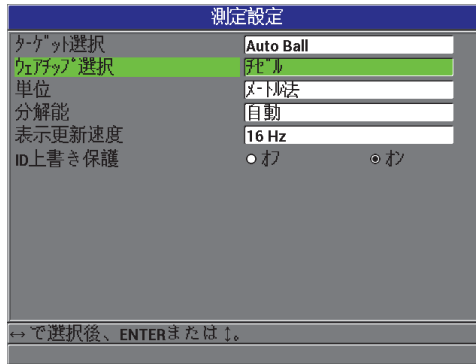 測定設定
ﾀｰｹﾞｯﾄ選択 Auto Ball
ｳｪｱﾁｯﾌﾟ選択 ﾁｾﾞﾙ
単位 ﾒｰﾄﾙ法
分解能 自動
表示更新速度 16 Hz
ID上書き保護 ｵﾌ ｵﾝ
↔ で選択後、ENTERまたは↕。